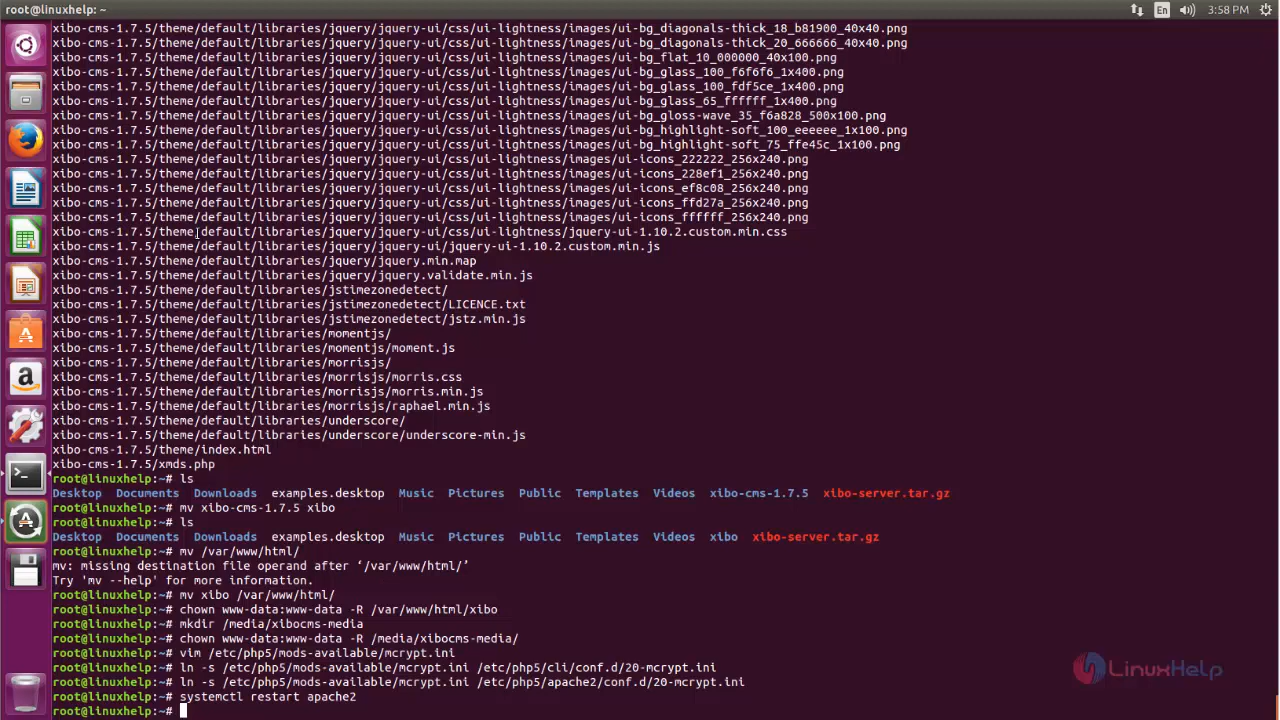 root@linuxhelp: ~
En
3:58 PM
xibo-cms-1.7.5/theme/default/libraries/jquery/jquery-ui/css/ui-lightness/images/ui-bg_diagonals-thick_18_b81900_40x40.png
xibo-cms-1.7.5/theme/default/libraries/jquery/jquery-ui/css/ui-lightness/images/ui-bg_diagonals-thick_20_666666_40x40.png
xibo-cms-1.7.5/theme/default/libraries/jquery/jquery-ui/css/ui-lightness/images/ui-bg_flat_10_000000_40x100.png
xibo-cms-1.7.5/theme/default/libraries/jquery/jquery-ui/css/ui-lightness/images/ui-bg_glass_100_f6f6f6_1x400.png
xibo-cms-1.7.5/theme/default/libraries/jquery/jquery-ui/css/ui-lightness/images/ui-bg_glass_100_fdf5ce_1x400.png
xibo-cms-1.7.5/theme/default/libraries/jquery/jquery-ui/css/ui-lightness/images/ui-bg_glass_65_ffffff_1x400.png
xibo-cms-1.7.5/theme/default/libraries/jquery/jquery-ui/css/ui-lightness/images/ui-bg_gloss-wave_35_f6a828_500x100.png
xibo-cms-1.7.5/theme/default/libraries/jquery/jquery-ui/css/ui-lightness/images/ui-bg_highlight-soft_100_eeeeee_1x100.png
xibo-cms-1.7.5/theme/default/libraries/jquery/jquery-ui/css/ui-lightness/images/ui-bg_highlight-soft_75_ffe45c_1x100.png
xibo-cms-1.7.5/theme/default/libraries/jquery/jquery-ui/css/ui-lightness/images/ui-icons_222222_256x240.png
xibo-cms-1.7.5/theme/default/libraries/jquery/jquery-ui/css/ui-lightness/images/ui-icons_228ef1_256x240.png
xibo-cms-1.7.5/theme/default/libraries/jquery/jquery-ui/css/ui-lightness/images/ui-icons_ef8c08_256x240.png
xibo-cms-1.7.5/theme/default/libraries/jquery/jquery-ui/css/ui-lightness/images/ui-icons_ffd27a_256x240.png
xibo-cms-1.7.5/theme/default/libraries/jquery/jquery-ui/css/ui-lightness/images/ui-icons_ffffff_256x240.png
xibo-cms-1.7.5/theme/default/libraries/jquery/jquery-ui/css/ui-lightness/jquery-ui-1.10.2.custom.min.css
xibo-cms-1.7.5/theme/default/libraries/jquery/jquery-ui/jquery-ui-1.10.2.custom.min.js
xibo-cms-1.7.5/theme/default/libraries/jquery/jquery.min.map
xibo-cms-1.7.5/theme/default/libraries/jquery/jquery.validate.min.js
xibo-cms-1.7.5/theme/default/libraries/jstimezonedetect/
xibo-cms-1.7.5/theme/default/libraries/jstimezonedetect/LICENCE.txt
xibo-cms-1.7.5/theme/default/libraries/jstimezonedetect/jstz.min.js
xibo-cms-1.7.5/theme/default/libraries/momentjs/
xibo-cms-1.7.5/theme/default/libraries/momentjs/moment.js
xibo-cms-1.7.5/theme/default/libraries/morrisjs/
xibo-cms-1.7.5/theme/default/libraries/morrisjs/morris.css
xibo-cms-1.7.5/theme/default/libraries/morrisjs/morris.min.js
xibo-cms-1.7.5/theme/default/libraries/morrisjs/raphael.min.js
xibo-cms-1.7.5/theme/default/libraries/underscore/
xibo-cms-1.7.5/theme/default/libraries/underscore/underscore-min.js
xibo-cms-1.7.5/theme/index.html
xibo-cms-1.7.5/xmds.php
root@linuxhelp:~# ls
Desktop  Documents  Downloads  examples.desktop  Music  Pictures  Public  Templates  Videos  xibo-cms-1.7.5  xibo-server.tar.gz
root@linuxhelp:~# mv xibo-cms-1.7.5 xibo
root@linuxhelp:~# ls
Desktop  Documents  Downloads  examples.desktop  Music  Pictures  Public  Templates  Videos  xibo  xibo-server.tar.gz
root@linuxhelp:~# mv /var/www/html/
mv: missing destination file operand after ‘/var/www/html/’
Try 'mv --help' for more information.
root@linuxhelp:~# mv xibo /var/www/html/
root@linuxhelp:~# chown www-data:www-data -R /var/www/html/xibo
root@linuxhelp:~# mkdir /media/xibocms-media
root@linuxhelp:~# chown www-data:www-data -R /media/xibocms-media/
root@linuxhelp:~# vim /etc/php5/mods-available/mcrypt.ini
root@linuxhelp:~# ln -s /etc/php5/mods-available/mcrypt.ini /etc/php5/cli/conf.d/20-mcrypt.ini
root@linuxhelp:~# ln -s /etc/php5/mods-available/mcrypt.ini /etc/php5/apache2/conf.d/20-mcrypt.ini
root@linuxhelp:~# systemctl restart apache2
root@linuxhelp:~#
LinuxHelp